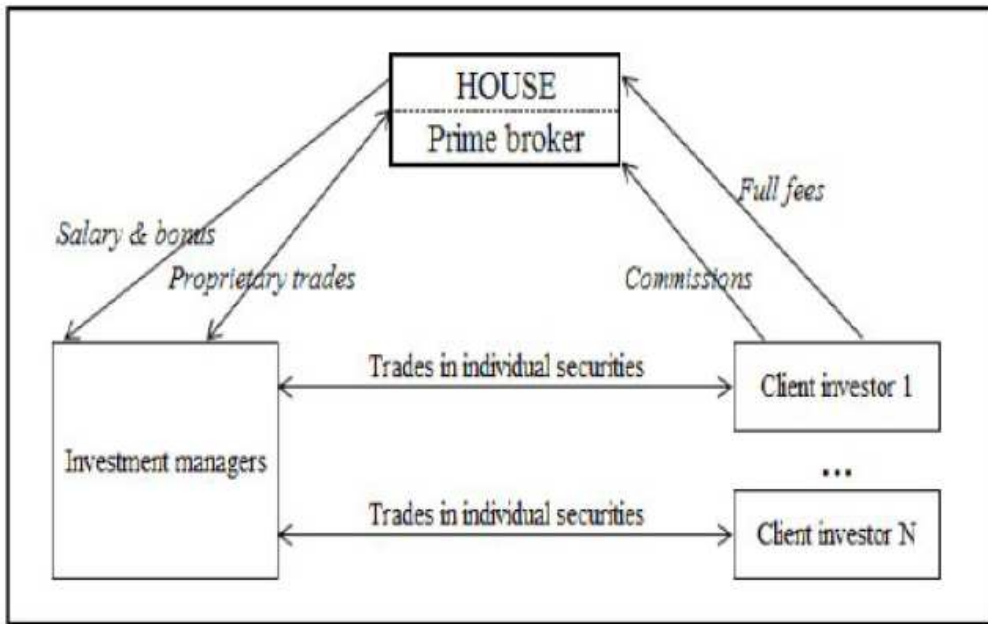 HOUSE
Prime broker
Full fees
Salary & bonus
Proprietary trades
Commissions
Trades in individual securities
Client investor 1
Investment managers
...
Trades in individual securities
Client investor N